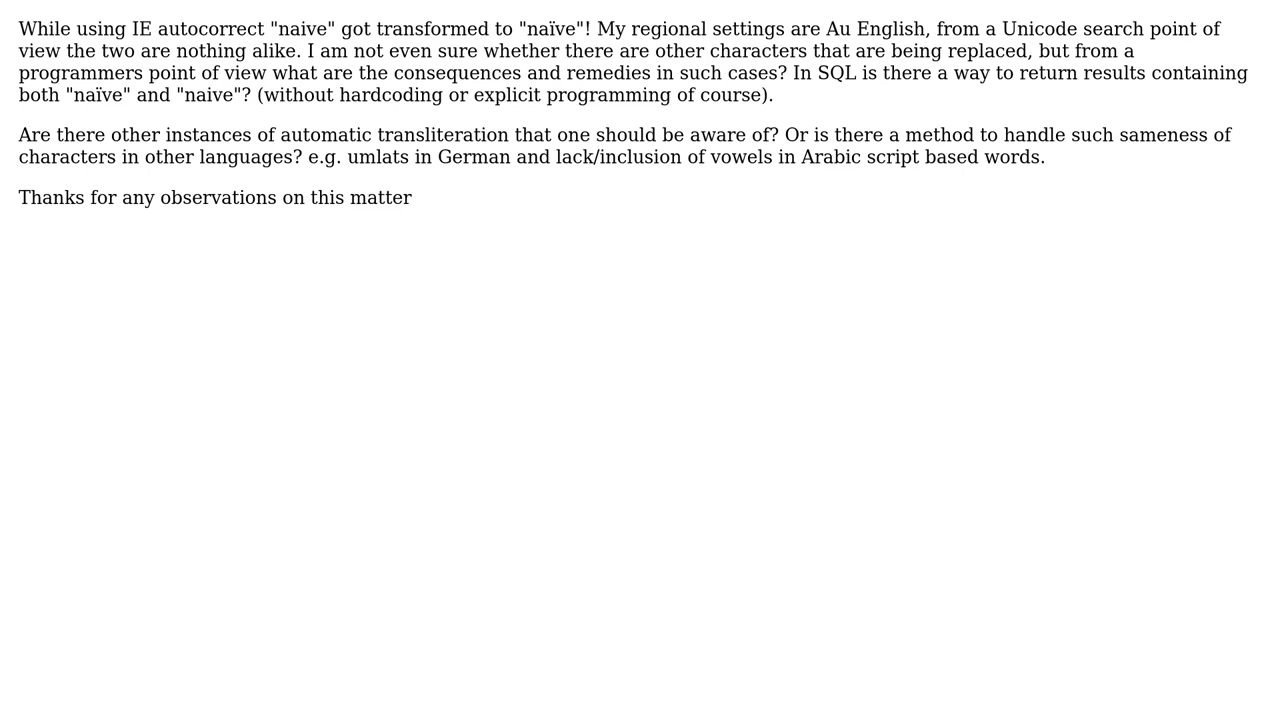 While using IE autocorrect "naive" got transformed to "naïve"! My regional settings are Au English, from a Unicode search point of
view the two are nothing alike. I am not even sure whether there are other characters that are being replaced, but from a
programmers point of view what are the consequences and remedies in such cases? In SQL is there a way to return results containing
both "naïve" and "naive"? (without hardcoding or explicit programming of course).
Are there other instances of automatic transliteration that one should be aware of? Or is there a method to handle such sameness of
characters in other languages? e.g. umlats in German and lack/inclusion of vowels in Arabic script based words.
Thanks for any observations on this matter